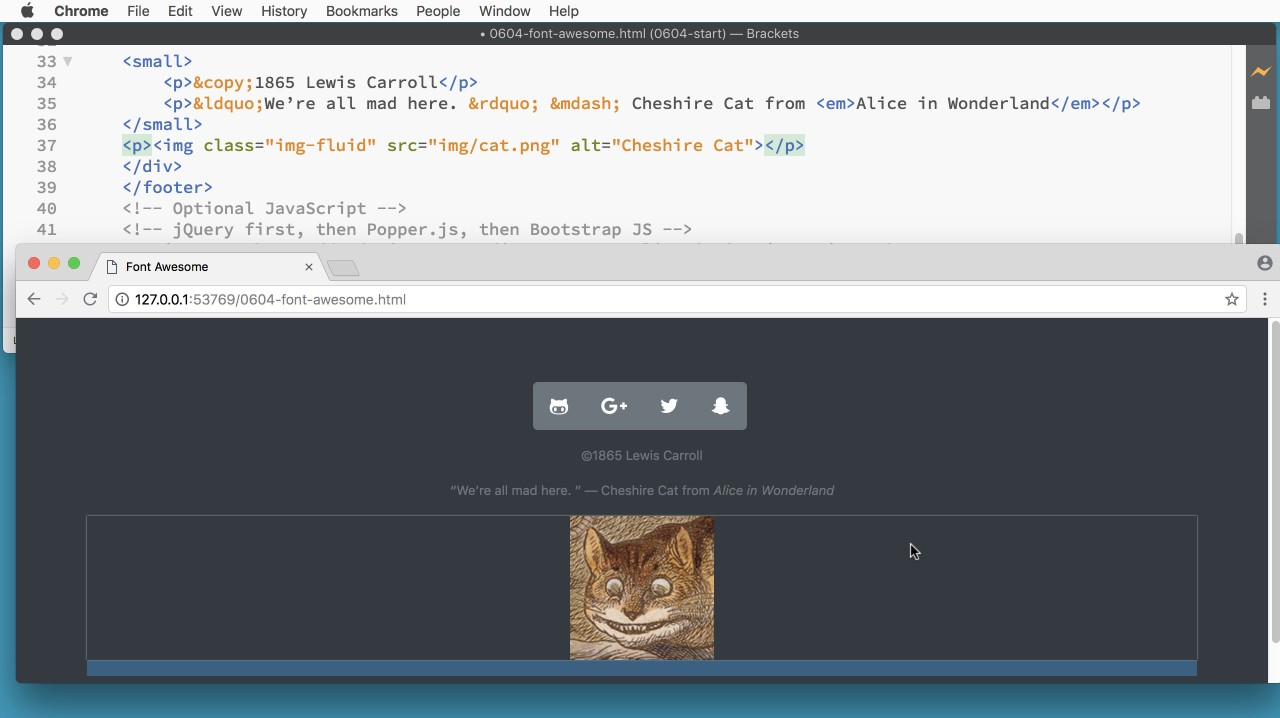 Chrome File Edit View History Bookmarks People Window Help
• 0604-font-awesome.html (0604-start) — Brackets
33 <small>
34 <p>&copy;1865 Lewis Carroll</p>
35 <p>&ldquo;We’re all mad here. &rdquo; &mdash; Cheshire Cat from <em>Alice in Wonderland</em></p>
36 </small>
37 <p><img class="img-fluid" src="img/cat.png" alt="Cheshire Cat"></p>
38 </div>
39 </footer>
40 <!-- Optional JavaScript -->
41 <!-- jQuery first, then Popper.js, then Bootstrap JS -->
Font Awesome
127.0.0.1:53769/0604-font-awesome.html
G+
©1865 Lewis Carroll
“We’re all mad here. ” — Cheshire Cat from Alice in Wonderland